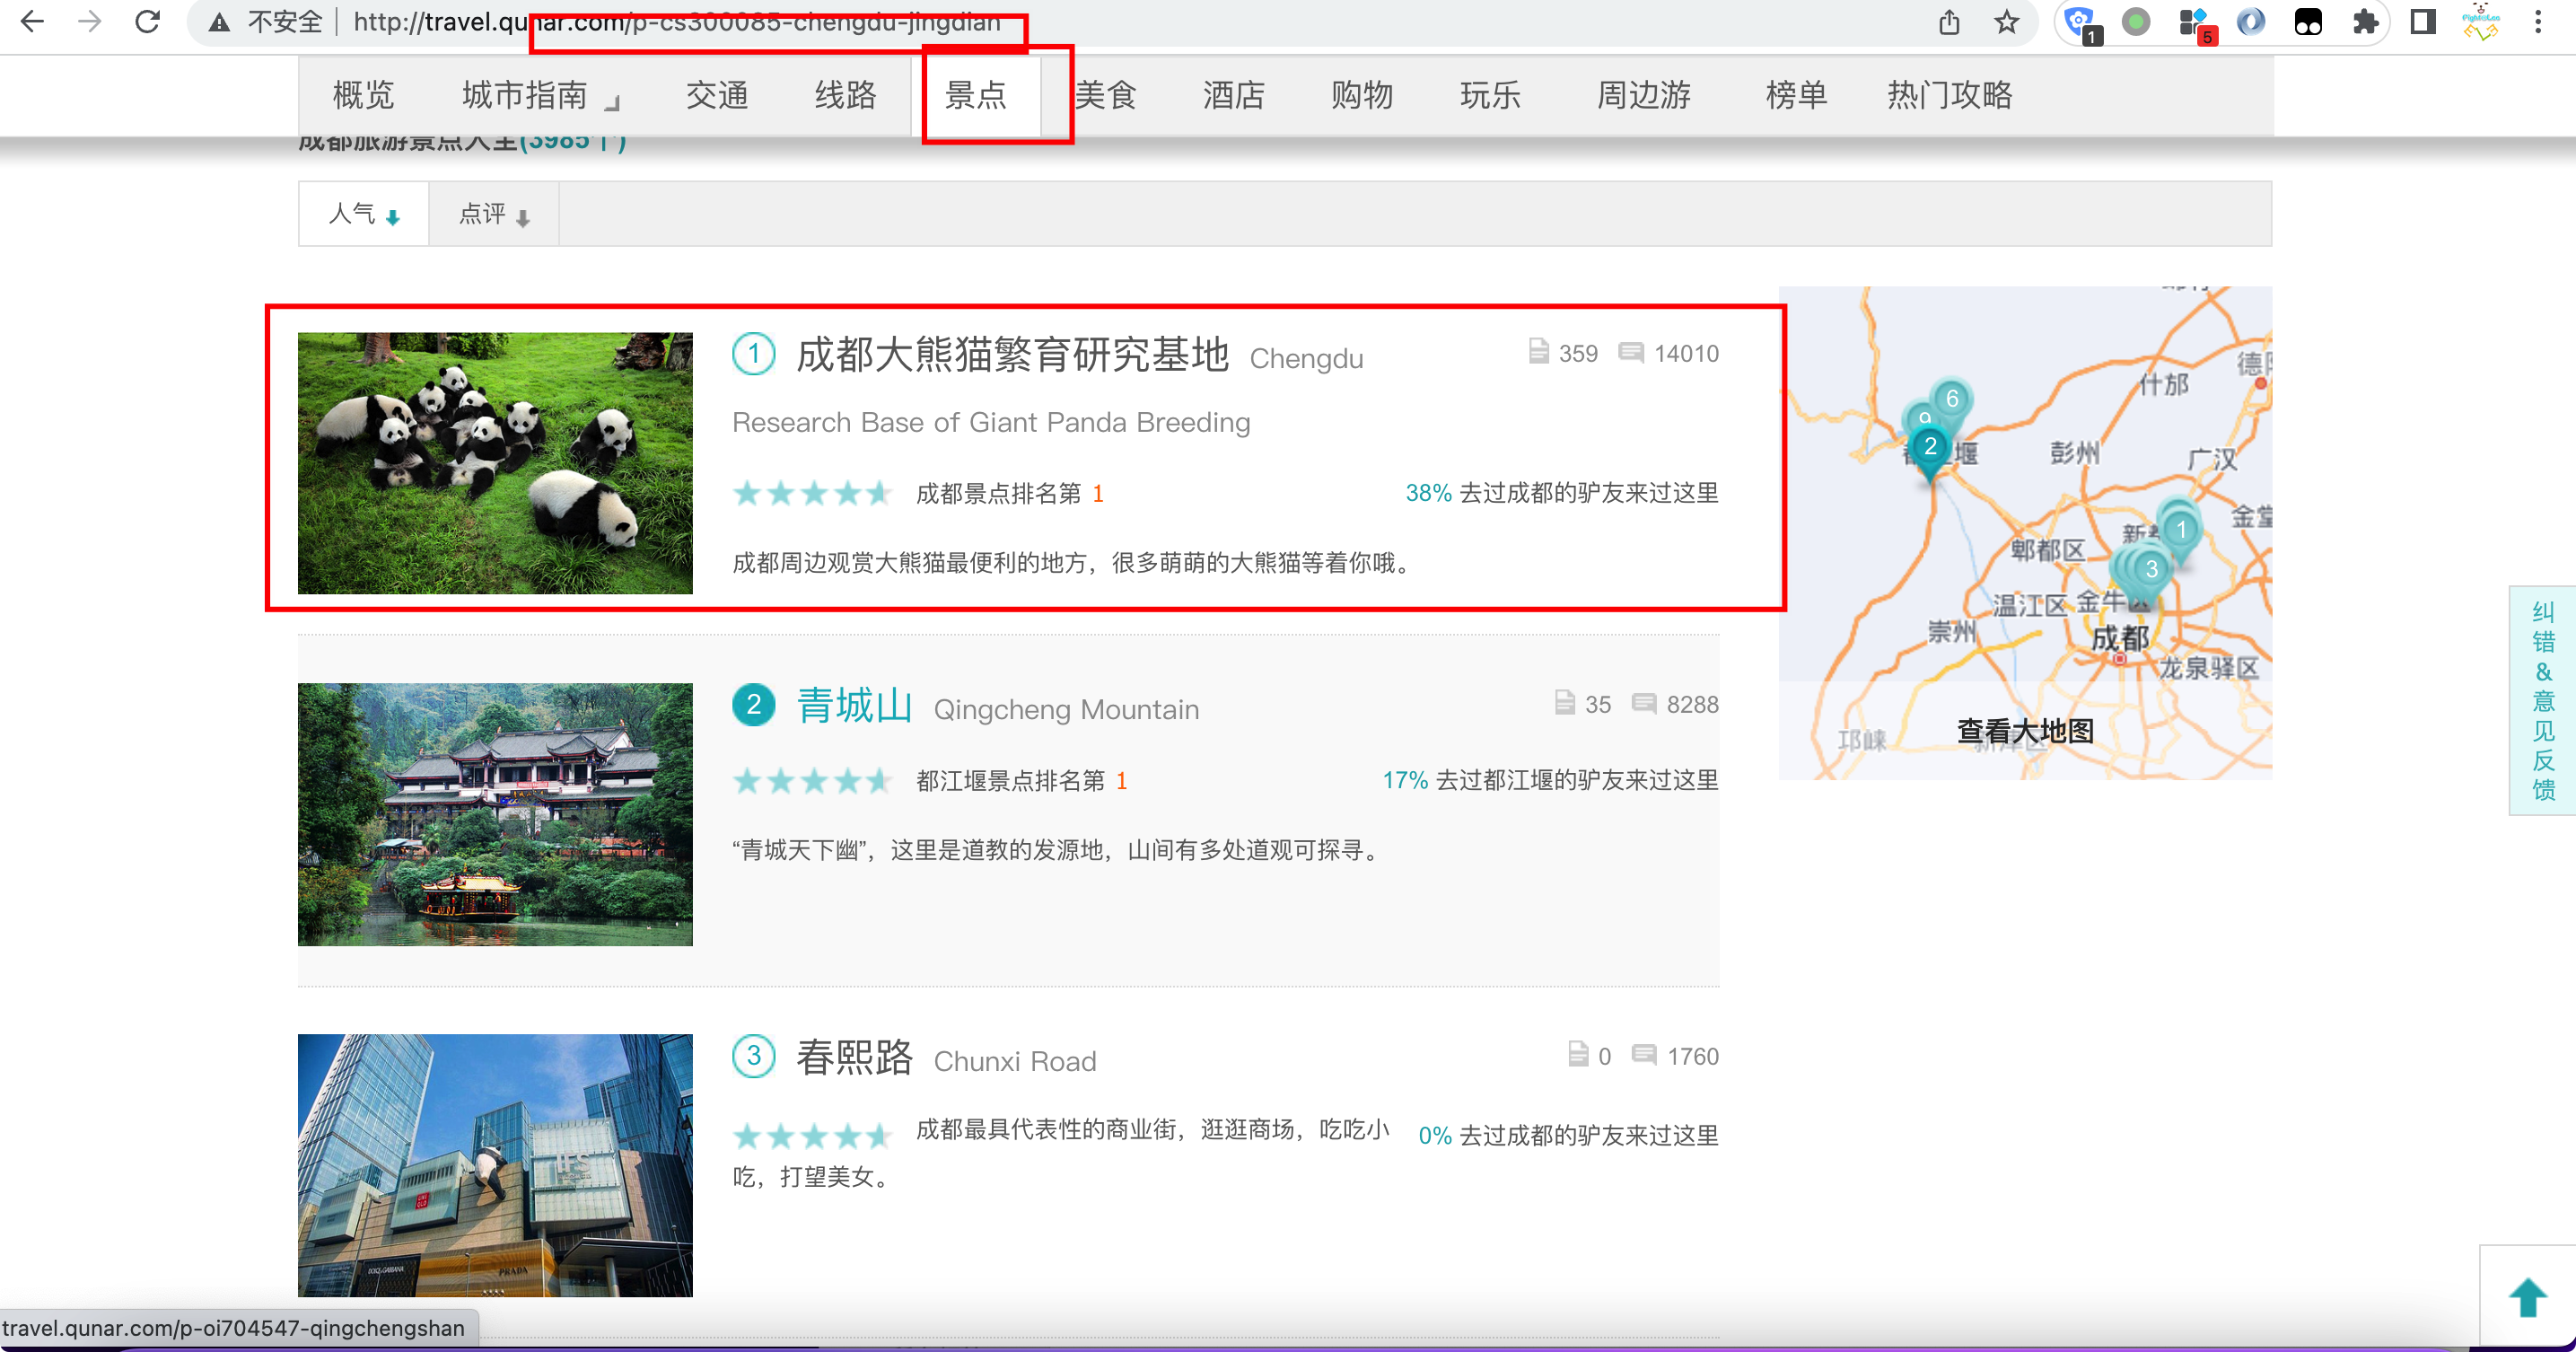 不安全 http://travel.qunar.com/p-cs300085-chengdu-jingdian
1 5
概览 城市指南 交通 线路 景点 美食 酒店 购物 玩乐 周边游 榜单 热门攻略
成都旅游景点大全(3985个)
人气 点评
1 成都大熊猫繁育研究基地 Chengdu 359 14010
Research Base of Giant Panda Breeding
成都景点排名第 1 38% 去过成都的驴友来过这里
成都周边观赏大熊猫最便利的地方，很多萌萌的大熊猫等着你哦。
2 青城山 Qingcheng Mountain 35 8288
都江堰景点排名第 1 17% 去过都江堰的驴友来过这里
“青城天下幽”，这里是道教的发源地，山间有多处道观可探寻。
3 春熙路 Chunxi Road 0 1760
成都最具代表性的商业街，逛逛商场，吃吃小 0% 去过成都的驴友来过这里
吃，打望美女。
IFS
DOLCE&GABBANA
PRADA
什邡
6
9
2
彭州
广汉
金堂
1
郫都区
3
温江区
金牛区
崇州
成都
龙泉驿区
邛崃
新津区
查看大地图
纠错&意见反馈
travel.qunar.com/p-oi704547-qingchengshan